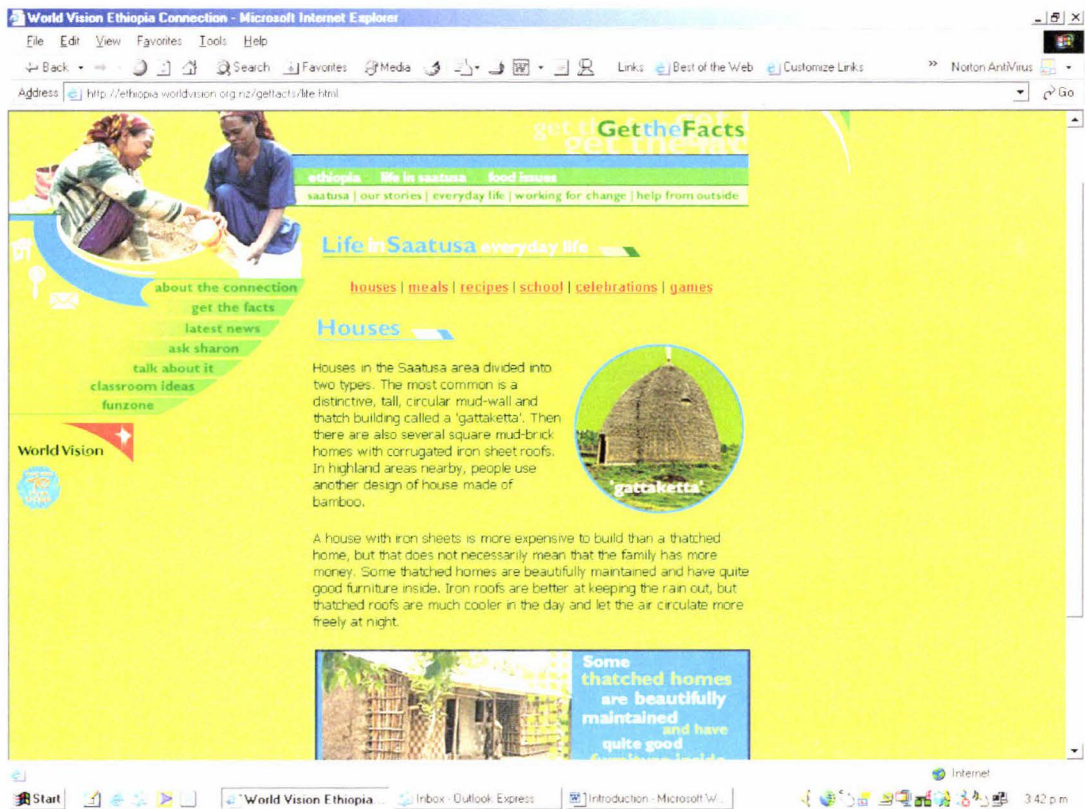 World Vision Ethiopia Connection - Microsoft Internet Explorer
File Edit View Favorites Tools Help
Back Search Favorites Media Links Best of the Web Customize Links » Norton AntiVirus
Address http://ethiopia.worldvision.org.nz/getfacts/life.html Go
GettheFacts
ethiopia life in saatusa food issues
saatusa | our stories | everyday life | working for change | help from outside
Life in Saatusa everyday life
houses | meals | recipes | school | celebrations | games
about the connection
get the facts
latest news
ask sharon
talk about it
classroom ideas
funzone
World Vision
Houses
Houses in the Saatusa area divided into
two types. The most common is a
distinctive, tall, circular mud-wall and
thatch building called a 'gattaketta'. Then
there are also several square mud-brick
homes with corrugated iron sheet roofs.
In highland areas nearby, people use
another design of house made of
bamboo.
'gattaketta'
A house with iron sheets is more expensive to build than a thatched
home, but that does not necessarily mean that the family has more
money. Some thatched homes are beautifully maintained and have quite
good furniture inside. Iron roofs are better at keeping the rain out, but
thatched roofs are much cooler in the day and let the air circulate more
freely at night.
Some
thatched homes
are beautifully
maintained
and have
quite good
furniture inside
Internet
Start World Vision Ethiopia... Inbox - Outlook Express Introduction - Microsoft W... 3:42 p.m.